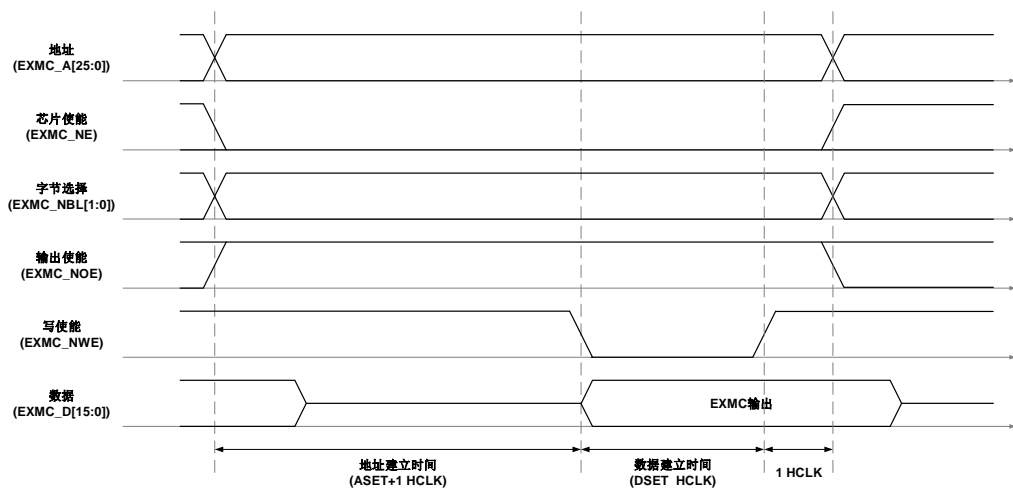 地址
(EXMC_A[25:0])
芯片使能
(EXMC_NE)
字节选择
(EXMC_NBL[1:0])
输出使能
(EXMC_NOE)
写使能
(EXMC_NWE)
数据
(EXMC_D[15:0])
EXMC输出
地址建立时间
(ASET+1 HCLK)
数据建立时间
(DSET HCLK)
1 HCLK